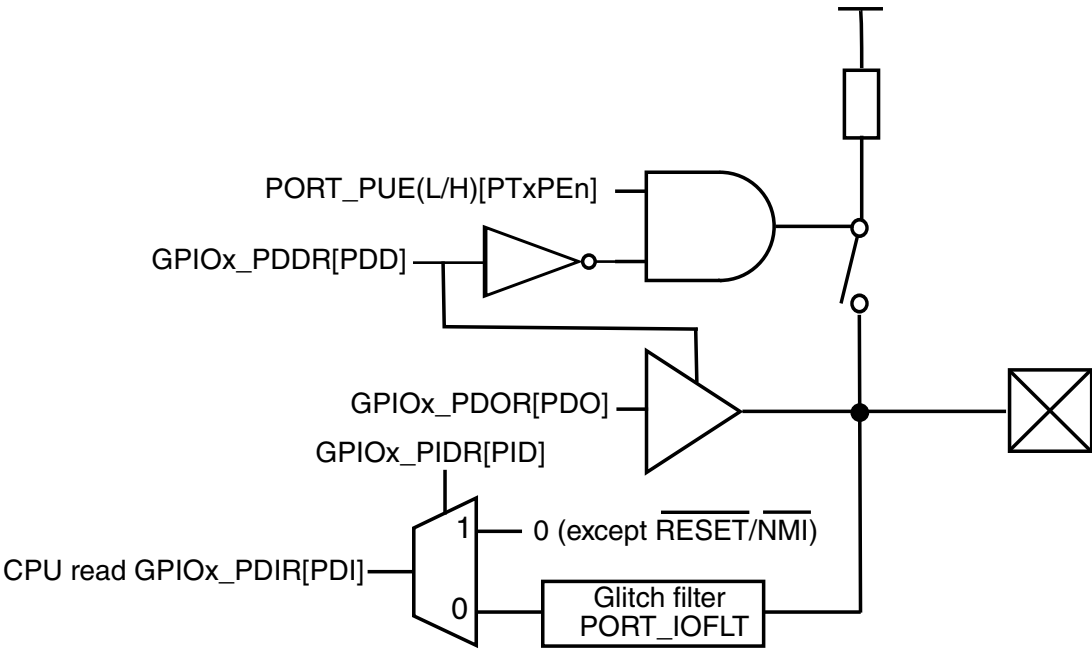 PORT_PUE(L/H)[PTxPEn]
GPIOx_PDDR[PDD]
GPIOx_PDOR[PDO]
GPIOx_PIDR[PID]
1
0 (except RESET/NMI)
CPU read GPIOx_PDIR[PDI]
0
Glitch filter
PORT_IOFLT